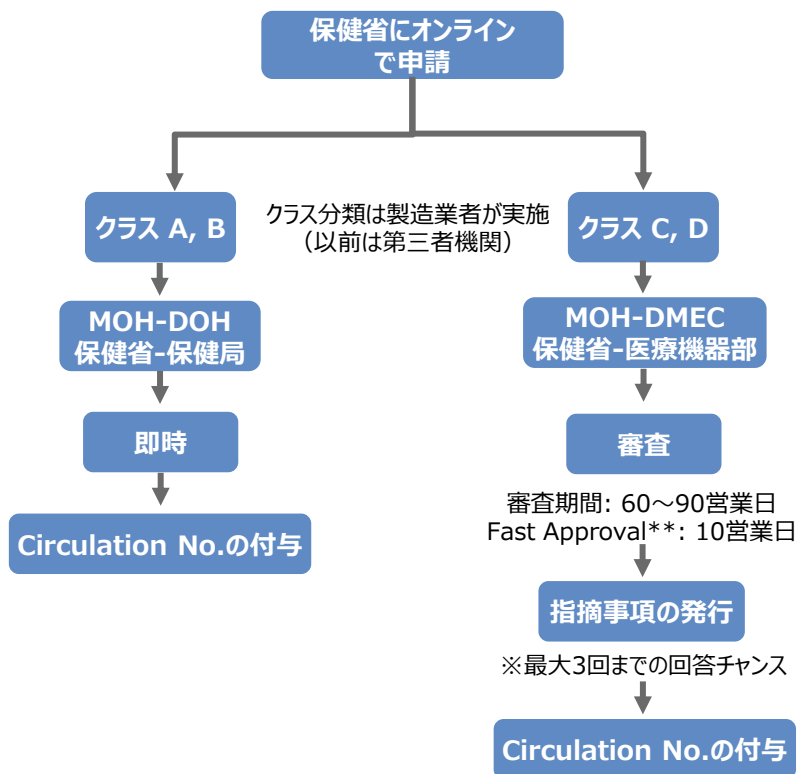 保健省にオンライン
で申請
クラス A, B
クラス分類は製造業者が実施
（以前は第三者機関）
クラス C, D
MOH-DOH
保健省-保健局
MOH-DMEC
保健省-医療機器部
即時
審査
審査期間: 60～90営業日
Fast Approval**: 10営業日
Circulation No.の付与
指摘事項の発行
※最大3回までの回答チャンス
Circulation No.の付与